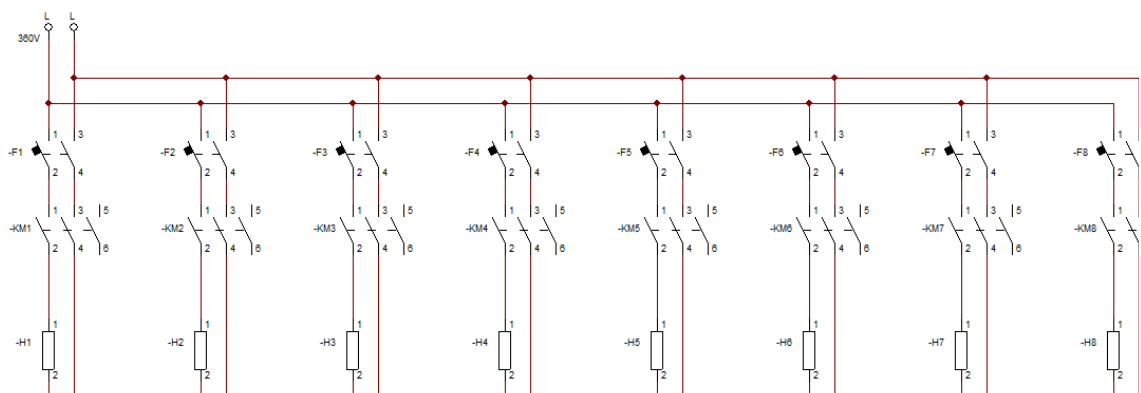 L L
360V
1 3 1 3 1 3 1 3 1 3 1 3 1 3 1
-F1 -F2 -F3 -F4 -F5 -F6 -F7 -F8
2 4 2 4 2 4 2 4 2 4 2 4 2 4 2
1 3 5 1 3 5 1 3 5 1 3 5 1 3 5 1 3 5 1 3 5 1
-KM1 -KM2 -KM3 -KM4 -KM5 -KM6 -KM7 -KM8
2 4 6 2 4 6 2 4 6 2 4 6 2 4 6 2 4 6 2 4 6 2
1 1 1 1 1 1 1 1
-H1 -H2 -H3 -H4 -H5 -H6 -H7 -H8
2 2 2 2 2 2 2 2